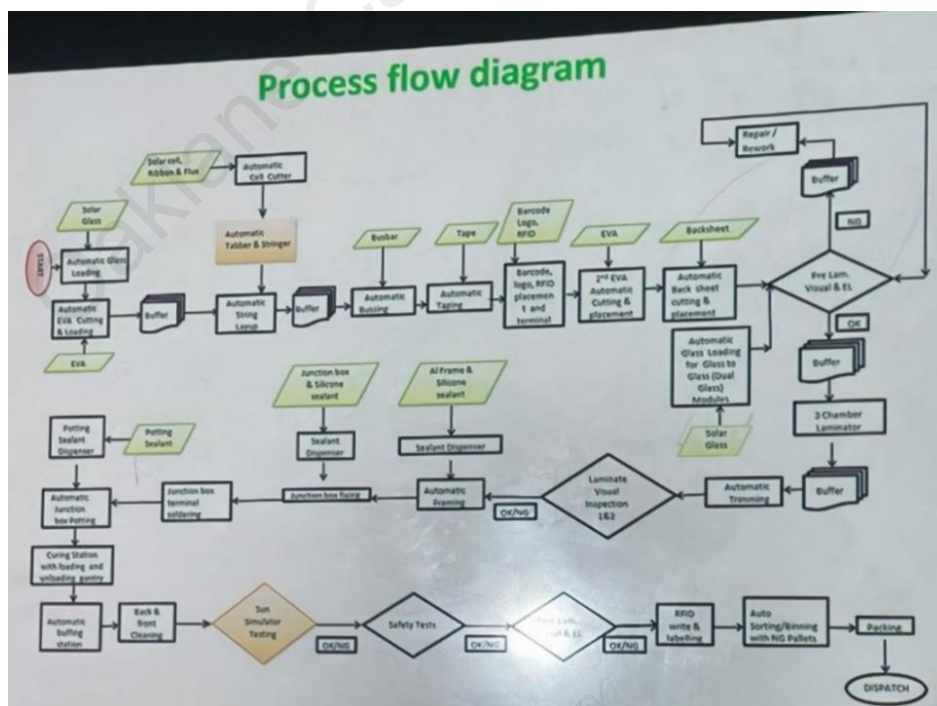 Process flow diagram
Solar cell,
Ribbon & Flux
Automatic
Cell Cutter
Repair /
Rework
Buffer
NG
Solar
Glass
START
Automatic Glass
Loading
Automatic
Tabber & Stringer
Busbar
Tape
Barcode
Logo,
RFID
EVA
Backsheet
Automatic
EVA Cutting
& Loading
Buffer
Automatic
String
Layup
Buffer
Automatic
Bussing
Automatic
Taping
Barcode,
logo, RFID
placemen
t and
terminal
2nd EVA
Automatic
Cutting &
placement
Automatic
Back sheet
cutting &
placement
Pre Lam.
Visual & EL
OK
EVA
Automatic
Glass Loading
for Glass to
Glass (Dual
Glass)
Modules
Buffer
Solar
Glass
3 Chamber
Laminator
Junction box
& Silicone
sealant
Al Frame &
Silicone
sealant
Potting
Sealant
Dispenser
Potting
Sealant
Sealant
Dispenser
Sealant Dispenser
Automatic
Junction
box Potting
Junction box
terminal
soldering
Junction box fixing
Automatic
Framing
OK/NG
Laminate
Visual
Inspection
1&2
Automatic
Trimming
Buffer
Curing Station
with loading and
unloading gantry
Automatic
buffing
station
Back &
front
Cleaning
Sun
Simulator
Testing
OK/NG
Safety Tests
OK/NG
Post Lam.
Visual & EL
OK/NG
RFID
write &
labelling
Auto
Sorting/Binning
with NG Pallets
Packing
DISPATCH